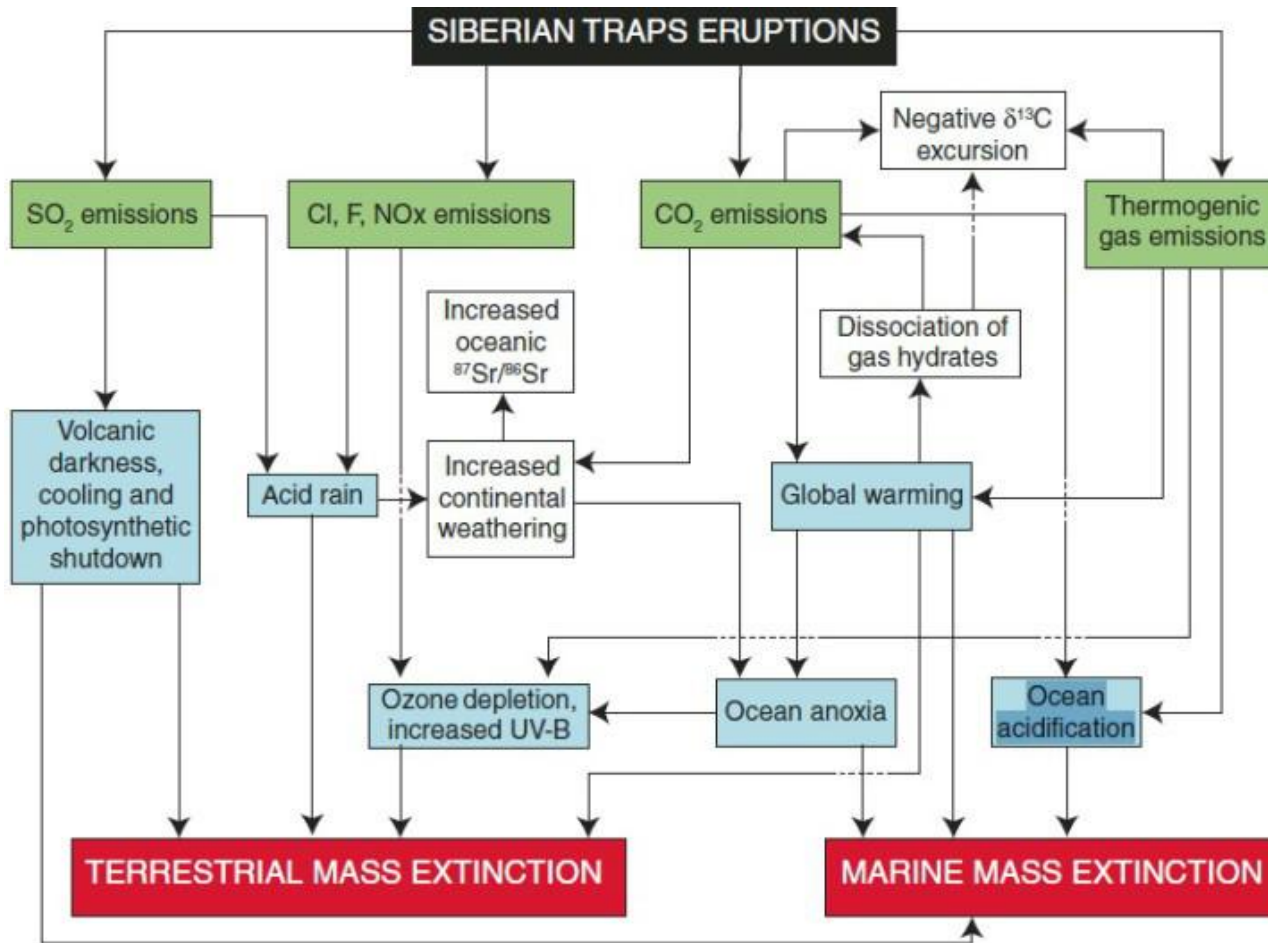 SIBERIAN TRAPS ERUPTIONS
Negative δ¹³C
excursion
SO₂ emissions
Cl, F, NOx emissions
CO₂ emissions
Thermogenic
gas emissions
Increased
oceanic
⁸⁷Sr/⁸⁶Sr
Dissociation of
gas hydrates
Volcanic
darkness,
cooling and
photosynthetic
shutdown
Acid rain
Increased
continental
weathering
Global warming
Ozone depletion,
increased UV-B
Ocean anoxia
Ocean
acidification
TERRESTRIAL MASS EXTINCTION
MARINE MASS EXTINCTION